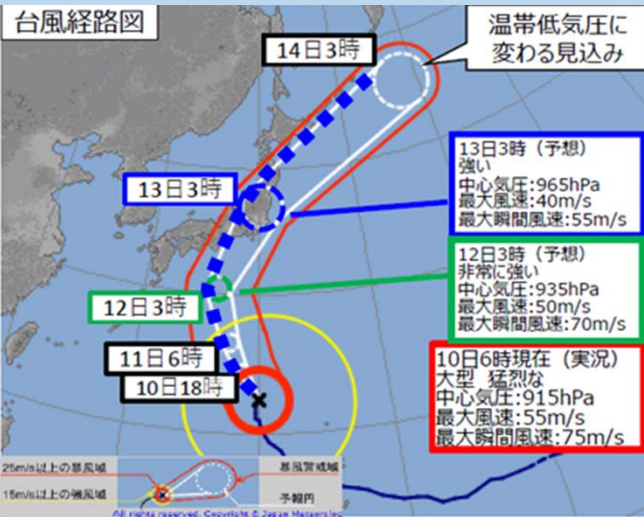 台風経路図
温帯低気圧に
変わる見込み
14日3時
13日3時
12日3時
11日6時
10日18時
13日3時（予想）
強い
中心気圧:965hPa
最大風速:40m/s
最大瞬間風速:55m/s
12日3時（予想）
非常に強い
中心気圧:935hPa
最大風速:50m/s
最大瞬間風速:70m/s
10日6時現在（実況）
大型 猛烈な
中心気圧:915hPa
最大風速:55m/s
最大瞬間風速:75m/s
25m/s以上の暴風域
15m/s以上の強風域
暴風警戒域
予報円
All rights reserved. Copyright © Japan Meteorolog